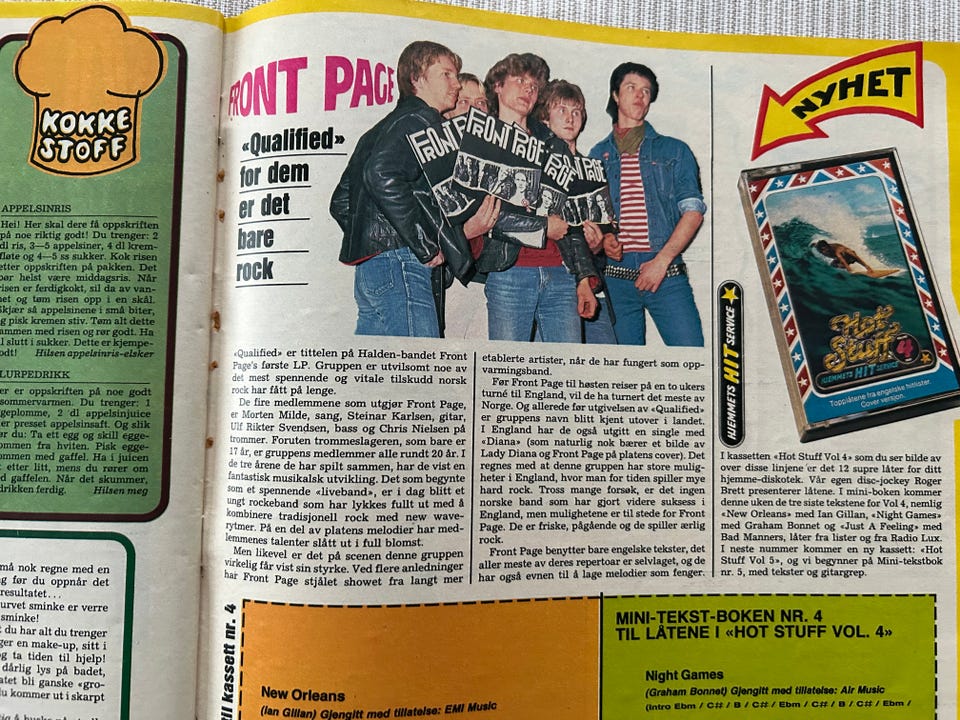 KOKKE
STOFF
APPELSINRIS
Hei! Her skal dere få oppskriften
på noe riktig godt! Du trenger: 2
dl ris, 3—5 appelsiner, 4 dl krem-
fløte og 4—5 ss sukker. Kok risen
etter oppskriften på pakken. Det
bør helst være middagsris. Når
risen er ferdigkokt, sil da av van-
net og tøm risen opp i en skål.
Skjær så appelsinene i små biter,
og pisk kremen stiv. Tøm alt dette
sammen med risen og rør godt. Ha
til slutt i sukker. Dette er kjempe-
godt! Hilsen appelsinris-elsker
LURPEDRIKK
er er oppskriften på noe godt
sommervarmen. Du trenger: 1
geplomme, 2 dl appelsinjuice
r presset appelsinsaft. Og slik
r du: Ta ett egg og skill egge-
ommen fra hviten. Pisk egge-
ommen med gaffel. Ha i juicen
etter litt, mens du rører om
d gaffelen. Når det skummer,
drikken ferdig. Hilsen meg
må nok regne med en
g før du oppnår det
resultatet...
urvet sminke er verre
sminke!
du har alt du trenger
ger en make-up, sitt i
g ta tiden til hjelp!
dårlig lys på badet,
atet bli ganske «gro-
du kommer ut i skarpt
FRONT PAGE
«Qualified»
for dem
er det
bare
rock
FRONT PAGE
FRONT PAGE
«Qualified» er tittelen på Halden-bandet Front
Page's første LP. Gruppen er utvilsomt noe av
det mest spennende og vitale tilskudd norsk
rock har fått på lenge.
De fire medlemmene som utgjør Front Page,
er Morten Milde, sang, Steinar Karlsen, gitar,
Ulf Rikter Svendsen, bass og Chris Nielsen på
trommer. Foruten trommeslageren, som bare er
17 år, er gruppens medlemmer alle rundt 20 år. I
de tre årene de har spilt sammen, har de vist en
fantastisk musikalsk utvikling. Det som begynte
som et spennende «liveband», er i dag blitt et
ungt rockeband som har lykkes fullt ut med å
kombinere tradisjonell rock med new wave-
rytmer. På en del av platens melodier har med-
lemmenes talenter slått ut i full blomst.
Men likevel er det på scenen denne gruppen
virkelig får vist sin styrke. Ved flere anledninger
har Front Page stjålet showet fra langt mer
etablerte artister, når de har fungert som opp-
varmingsband.
Før Front Page til høsten reiser på en to ukers
turné til England, vil de ha turnert det meste av
Norge. Og allerede før utgivelsen av «Qualified»
er gruppens navn blitt kjent utover i landet.
I England har de også utgitt en single med
«Diana» (som naturlig nok bærer et bilde av
Lady Diana og Front Page på platens cover). Det
regnes med at denne gruppen har store mulig-
heter i England, hvor man for tiden spiller mye
hard rock. Tross mange forsøk, er det ingen
norske band som har gjort videre suksess i
England, men mulighetene er til stede for Front
Page. De er friske, pågående og de spiller ærlig
rock.
Front Page benytter bare engelske tekster, det
aller meste av deres repertoar er selvlaget, og de
har også evnen til å lage melodier som fenger.
NYHET
HJEMMETS HIT SERVICE
Hot
Stuff 4
HJEMMETS HIT SERVICE
Topplåtene fra engelske hitlister.
Cover versjon.
I kassetten «Hot Stuff Vol 4» som du ser bilde av
over disse linjene er det 12 supre låter for ditt
hjemme-diskotek. Vår egen disc-jockey Roger
Brett presenterer låtene. I mini-boken kommer
denne uken de tre siste tekstene for Vol 4, nemlig
«New Orleans» med Ian Gillan, «Night Games»
med Graham Bonnet og «Just A Feeling» med
Bad Manners, låter fra lister og fra Radio Lux.
I neste nummer kommer en ny kassett: «Hot
Stuff Vol 5», og vi begynner på Mini-tekstbok
nr. 5, med tekster og gitargrep.
til kassett nr. 4
New Orleans
(Ian Gillan) Gjengitt med tillatelse: EMI Music
MINI-TEKST-BOKEN NR. 4
TIL LÅTENE I «HOT STUFF VOL. 4»
Night Games
(Graham Bonnet) Gjengitt med tillatelse: Air Music
(Intro Ebm / C# / B / C# / Ebm / C# / B / C# / Ebm /